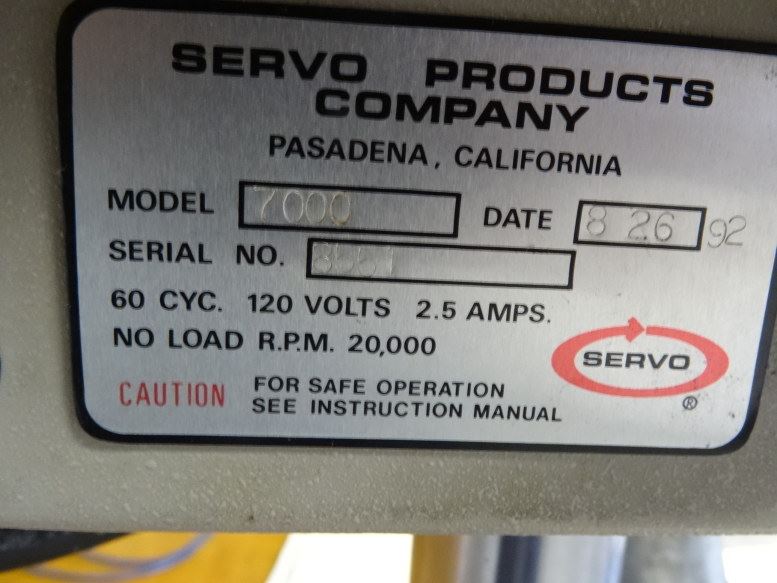 SERVO PRODUCTS
COMPANY
PASADENA, CALIFORNIA
MODEL 7000 DATE 8 26 92
SERIAL NO.
60 CYC. 120 VOLTS 2.5 AMPS.
NO LOAD R.P.M. 20,000
CAUTION FOR SAFE OPERATION
SEE INSTRUCTION MANUAL
SERVO
®